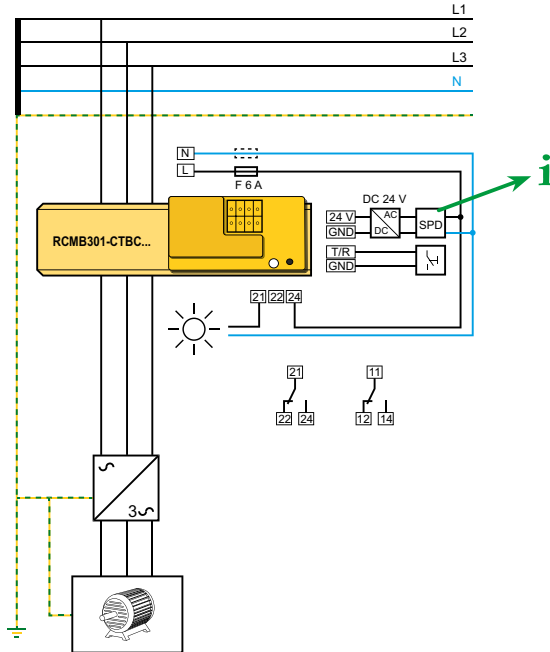 L1
L2
L3
N
N
L
F 6 A
i
DC 24 V
24 V
AC
DC
SPD
GND
T/R
GND
RCMB301-CTBC...
21 22 24
21
22 24
11
12 14
3